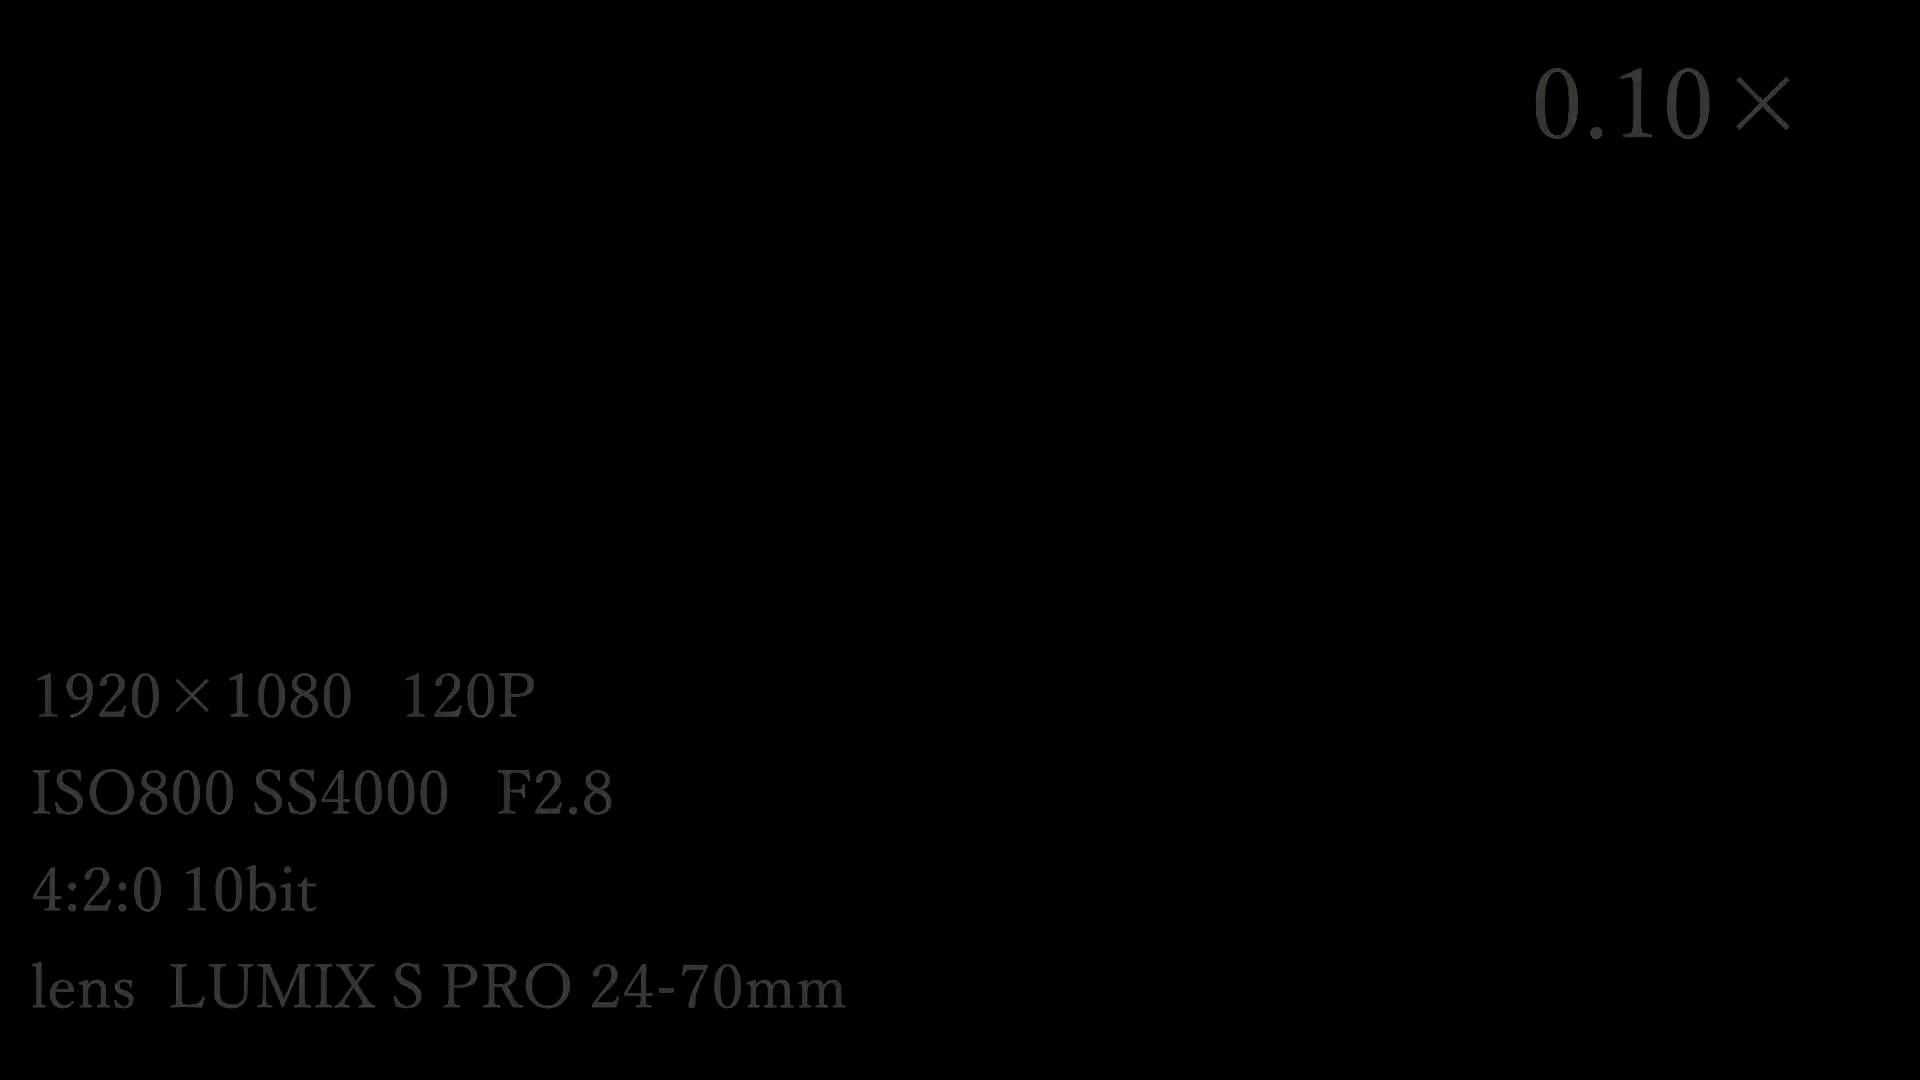 0.10×
1920×1080 120P
ISO800 SS4000 F2.8
4:2:0 10bit
lens LUMIX S PRO 24-70mm